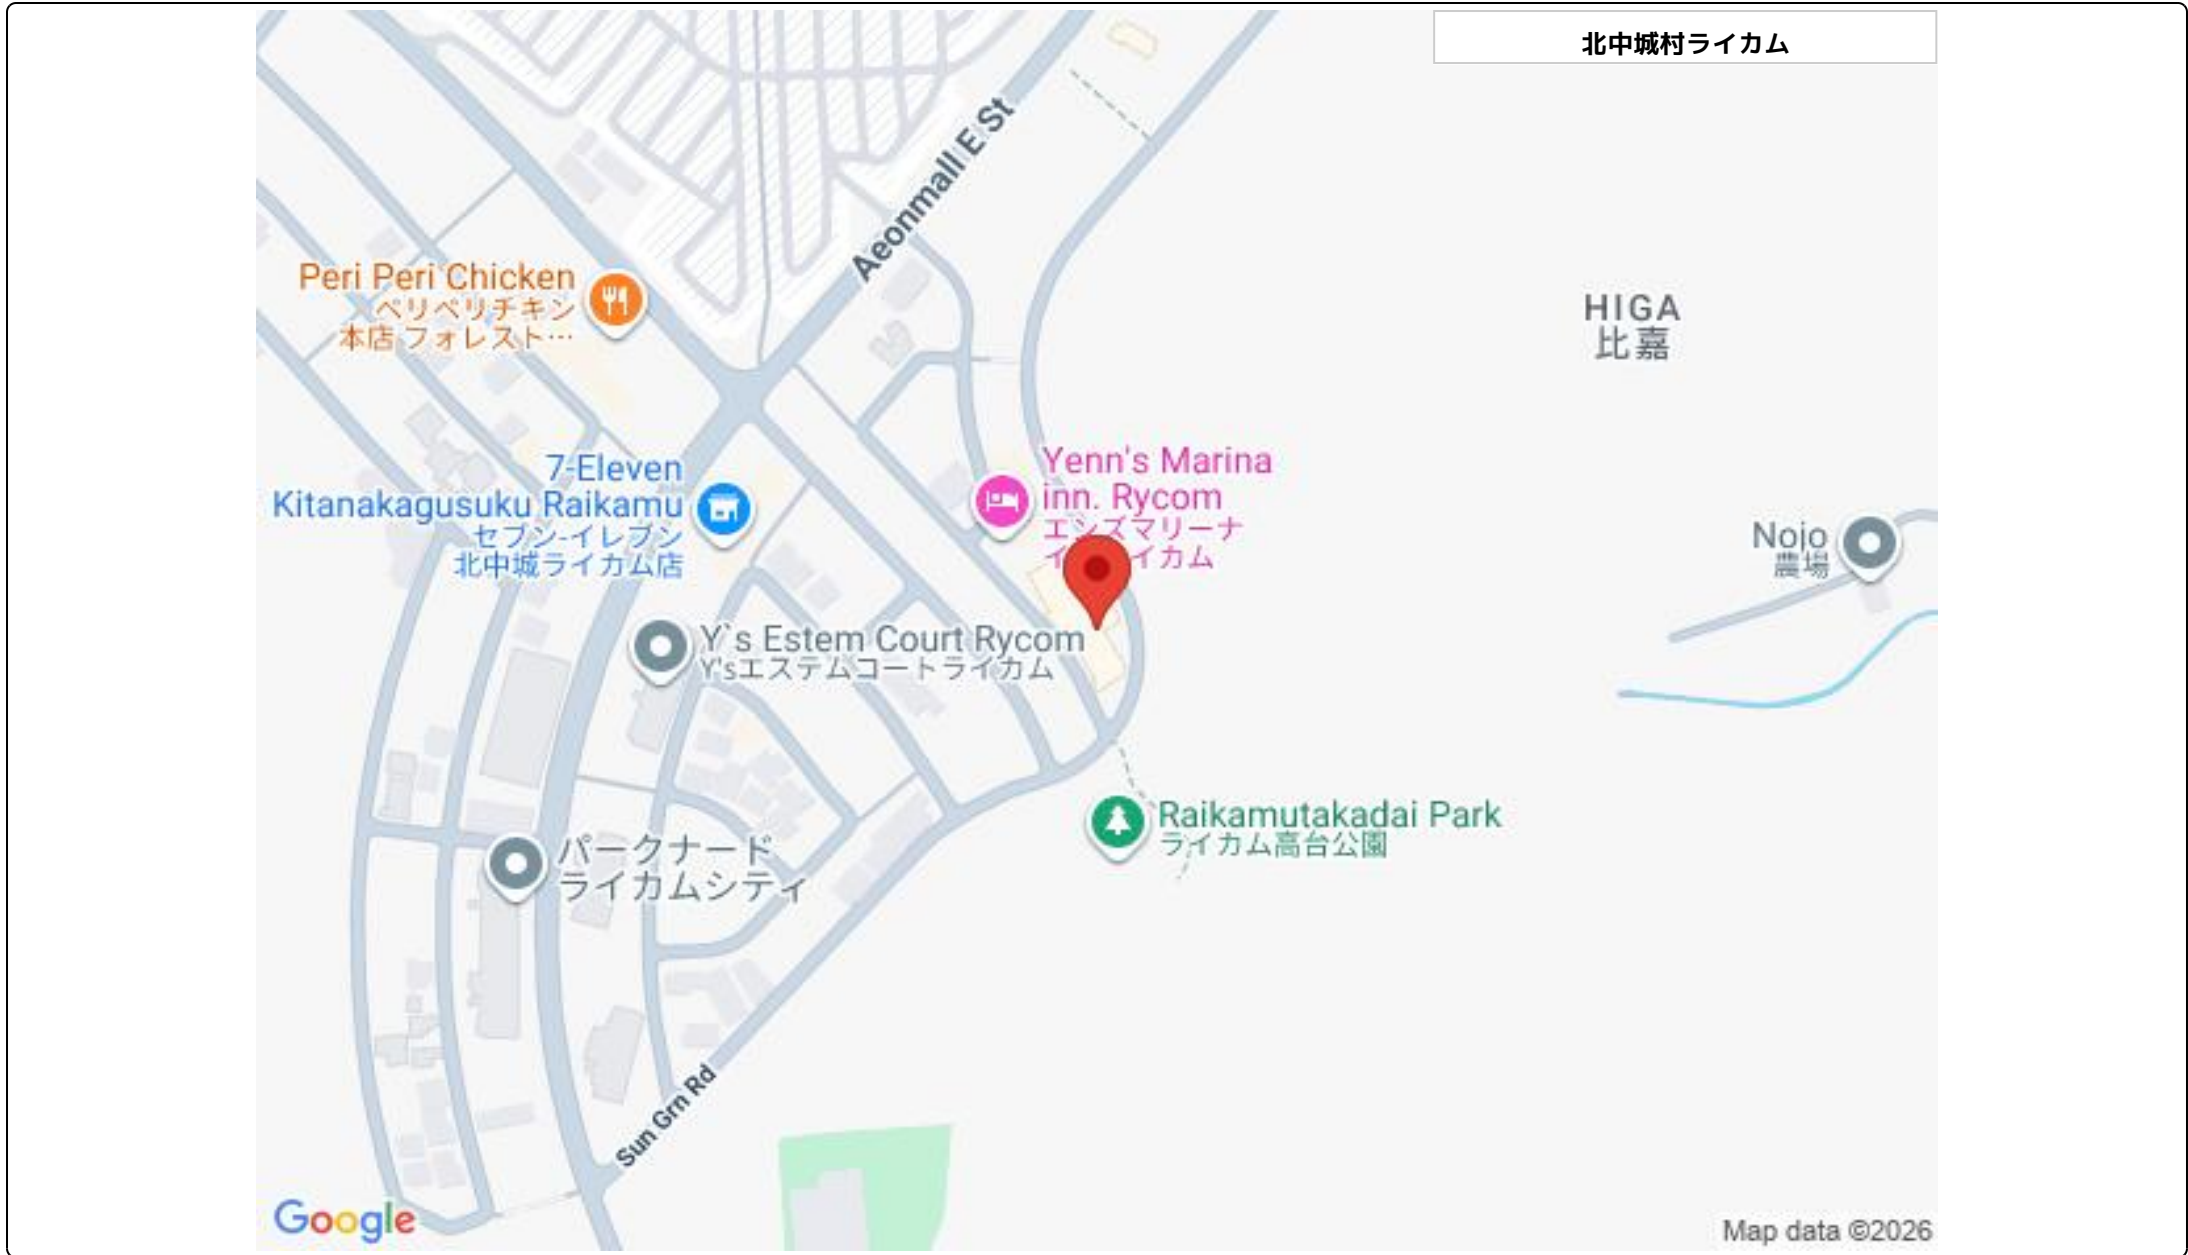 北中城村ライカム
Aeonmall E St
Peri Peri Chicken
ペリペリチキン
本店 フォレスト…
HIGA
比嘉
7-Eleven
Kitanakagusuku Raikamu
セブン-イレブン
北中城ライカム店
Yenn's Marina
inn. Rycom
エンズマリーナ
イ イカム
Nojo
農場
Y`s Estem Court Rycom
Y'sエステムコートライカム
Raikamutakadai Park
ライカム高台公園
パークナード
ライカムシティ
Sun Grn Rd
Google
Map data ©2026